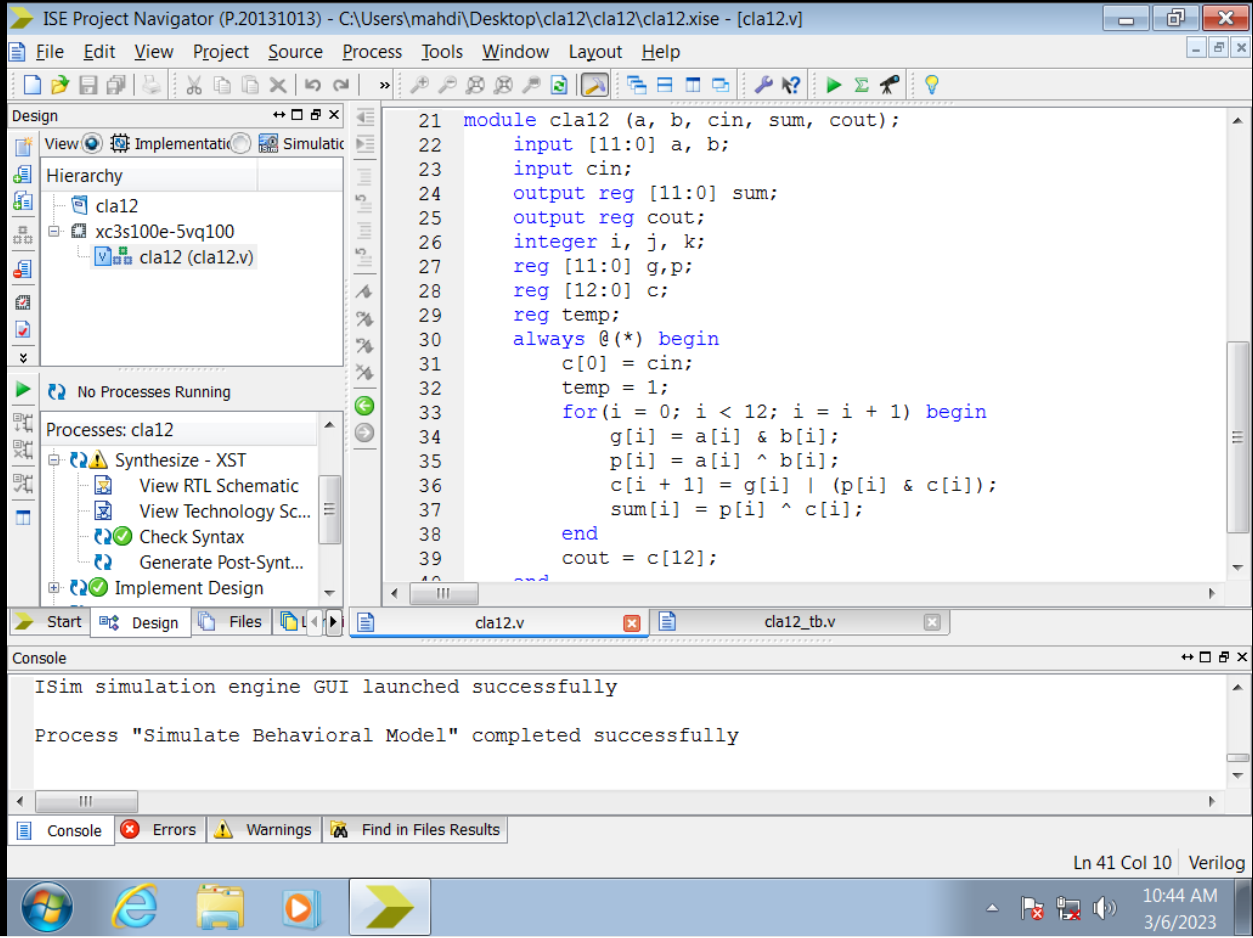 ISE Project Navigator (P.20131013) - C:\Users\mahdi\Desktop\cla12\cla12\cla12.xise - [cla12.v]
File Edit View Project Source Process Tools Window Layout Help
Design
View: Implementatic Simulatic
Hierarchy
cla12
xc3s100e-5vq100
cla12 (cla12.v)
No Processes Running
Processes: cla12
Synthesize - XST
View RTL Schematic
View Technology Sc...
Check Syntax
Generate Post-Synt...
Implement Design
Start Design Files
21 module cla12 (a, b, cin, sum, cout);
22 input [11:0] a, b;
23 input cin;
24 output reg [11:0] sum;
25 output reg cout;
26 integer i, j, k;
27 reg [11:0] g,p;
28 reg [12:0] c;
29 reg temp;
30 always @(*) begin
31 c[0] = cin;
32 temp = 1;
33 for(i = 0; i < 12; i = i + 1) begin
34 g[i] = a[i] & b[i];
35 p[i] = a[i] ^ b[i];
36 c[i + 1] = g[i] | (p[i] & c[i]);
37 sum[i] = p[i] ^ c[i];
38 end
39 cout = c[12];
40 end
cla12.v cla12_tb.v
Console
ISim simulation engine GUI launched successfully
Process "Simulate Behavioral Model" completed successfully
Console Errors Warnings Find in Files Results
Ln 41 Col 10 Verilog
10:44 AM
3/6/2023